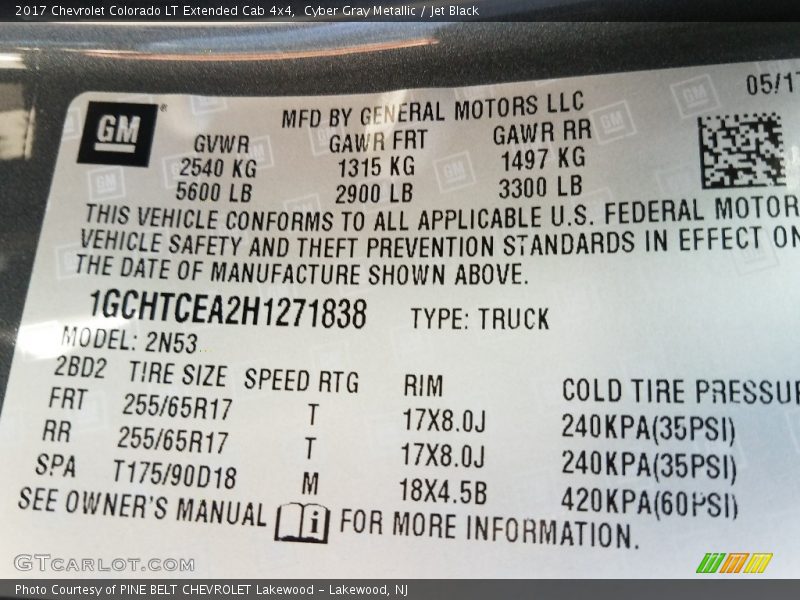 2017 Chevrolet Colorado LT Extended Cab 4x4, Cyber Gray Metallic / Jet Black
05/17
GM ®
MFD BY GENERAL MOTORS LLC
GVWR GAWR FRT GAWR RR
2540 KG 1315 KG 1497 KG
5600 LB 2900 LB 3300 LB
THIS VEHICLE CONFORMS TO ALL APPLICABLE U.S. FEDERAL MOTOR
VEHICLE SAFETY AND THEFT PREVENTION STANDARDS IN EFFECT ON
THE DATE OF MANUFACTURE SHOWN ABOVE.
1GCHTCEA2H1271838 TYPE: TRUCK
MODEL: 2N53
2BD2 TIRE SIZE SPEED RTG RIM COLD TIRE PRESSUR
FRT 255/65R17 T 17X8.0J 240KPA(35PSI)
RR 255/65R17 T 17X8.0J 240KPA(35PSI)
SPA T175/90D18 M 18X4.5B 420KPA(60PSI)
SEE OWNER'S MANUAL i FOR MORE INFORMATION.
GTcarlot.com
Photo Courtesy of PINE BELT CHEVROLET Lakewood - Lakewood, NJ